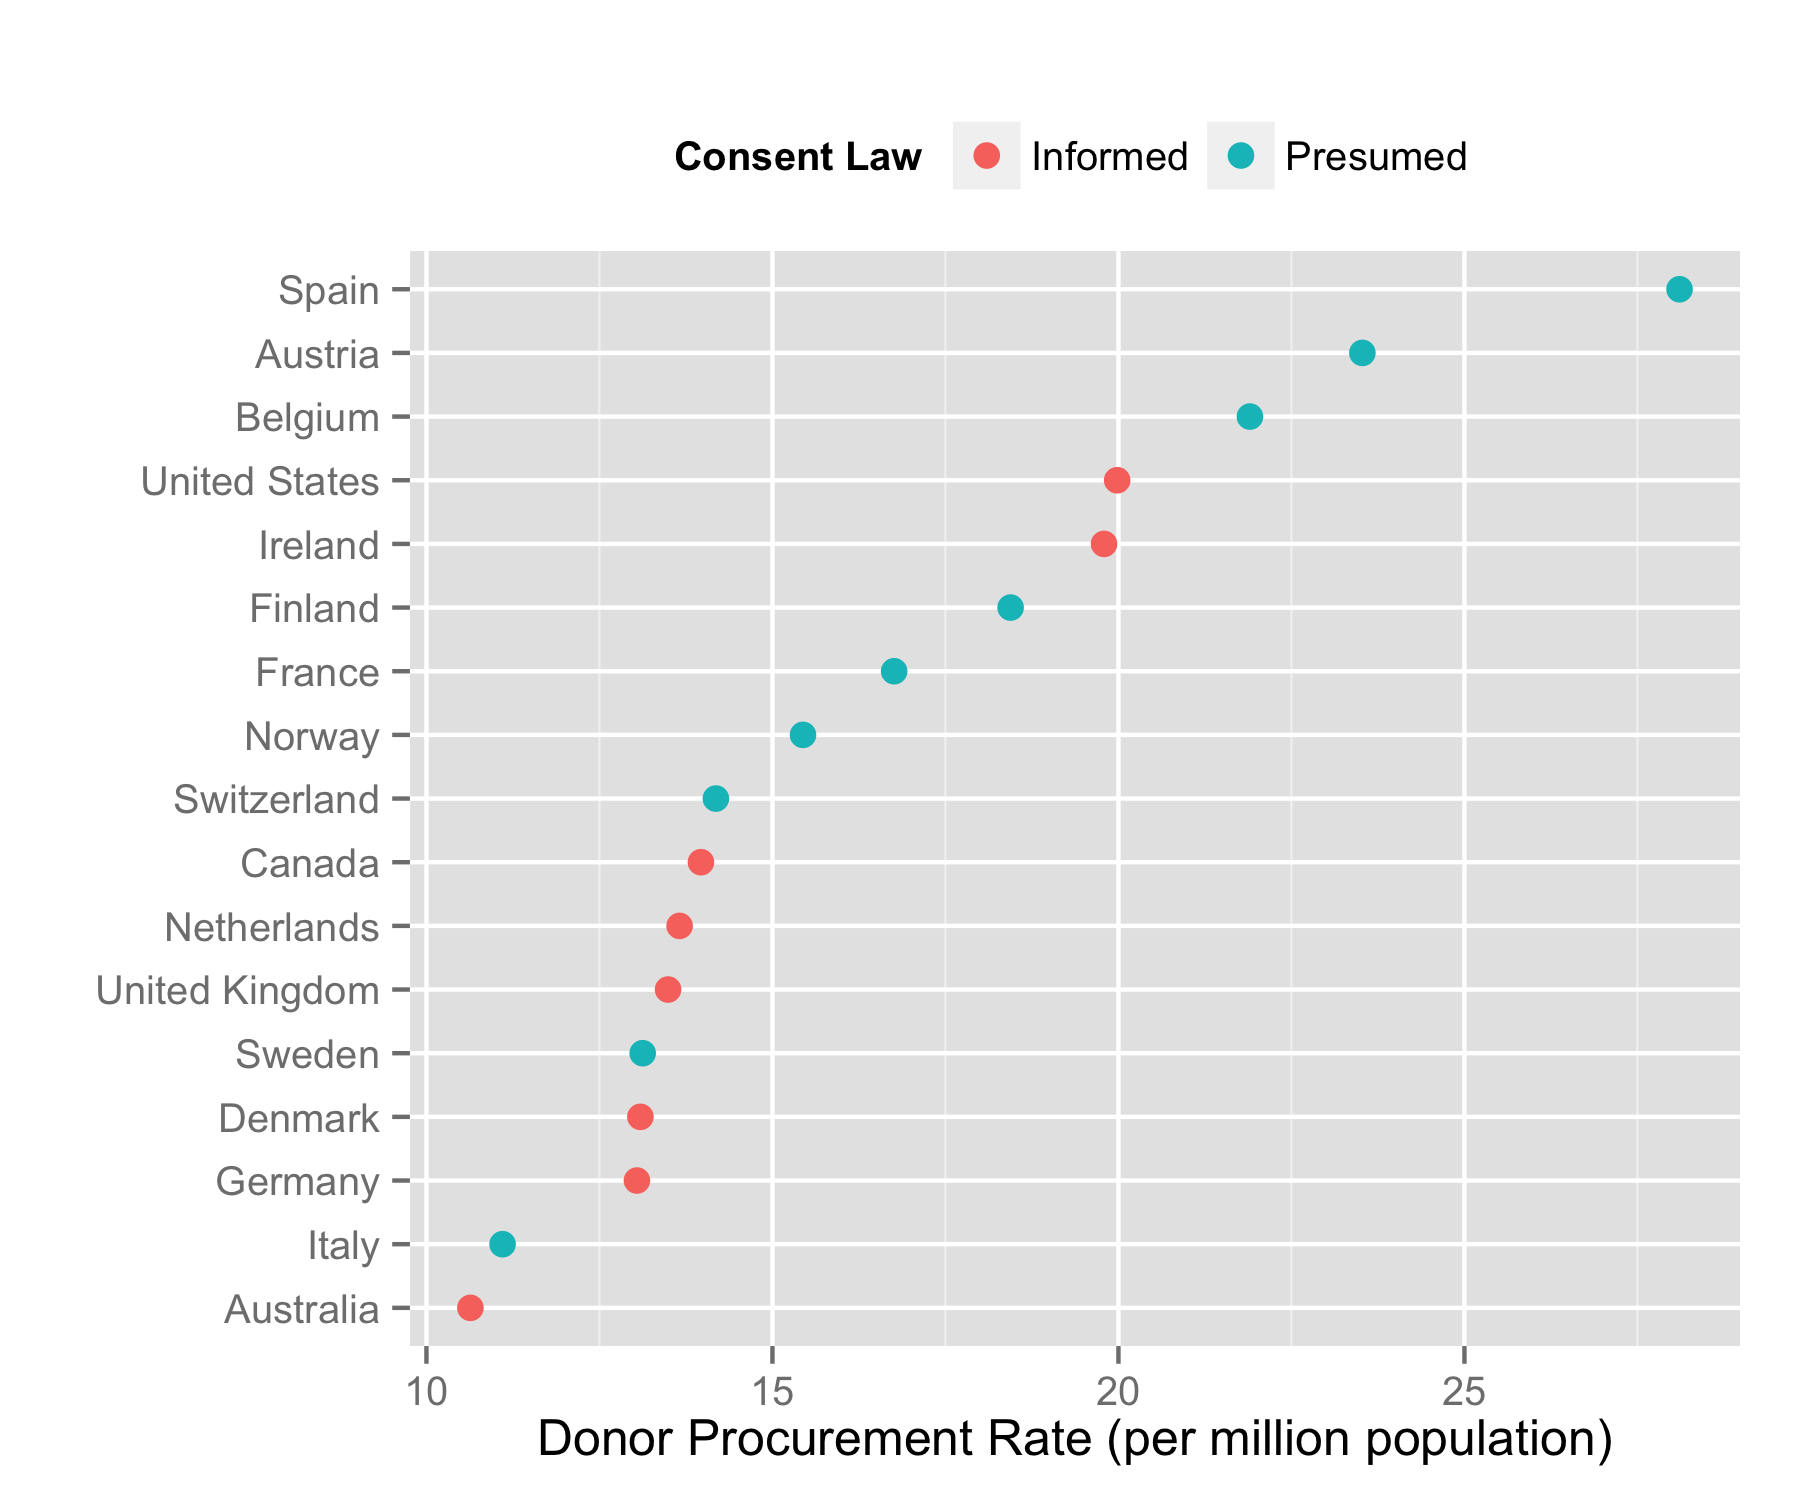 Consent Law Informed Presumed
Spain
Austria
Belgium
United States
Ireland
Finland
France
Norway
Switzerland
Canada
Netherlands
United Kingdom
Sweden
Denmark
Germany
Italy
Australia
10 15 20 25
Donor Procurement Rate (per million population)